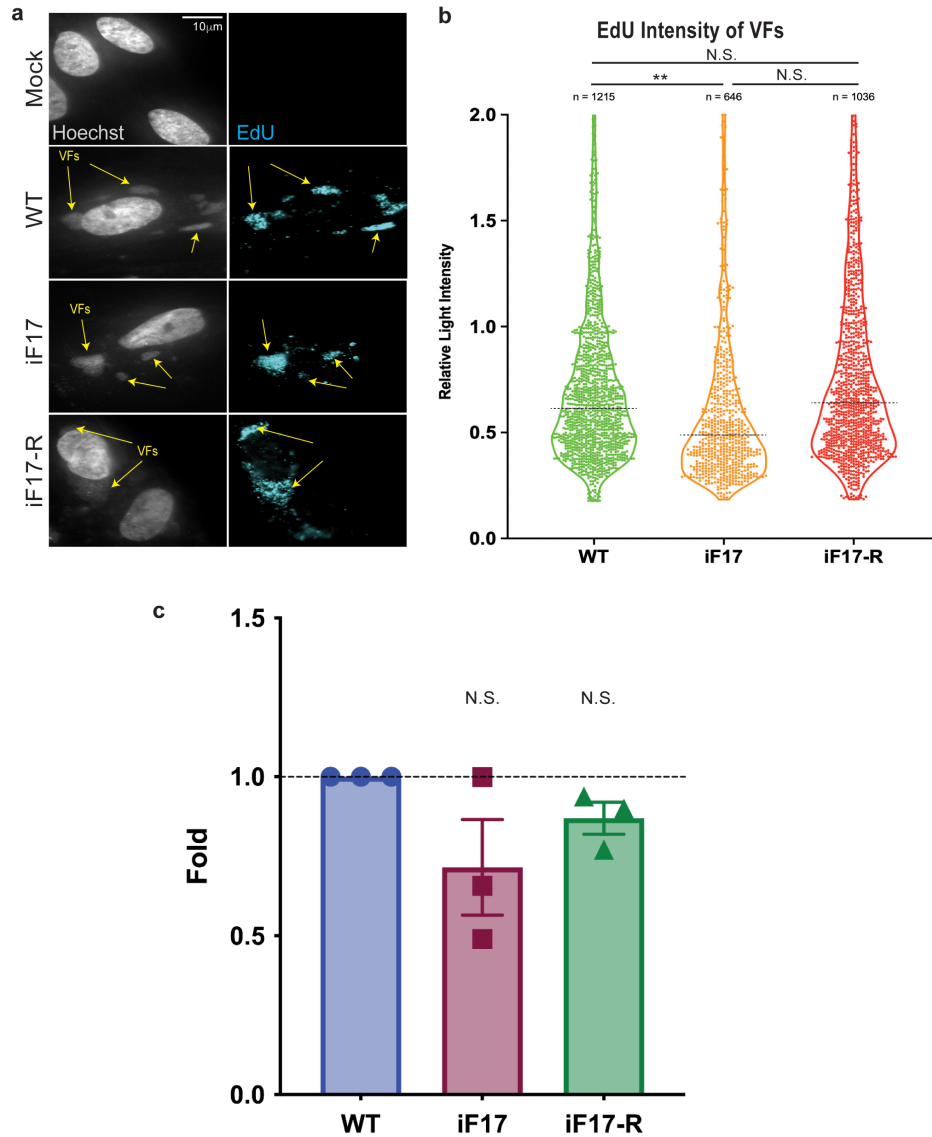 a
Mock
10μm
Hoechst
EdU
WT
VFs
iF17
VFs
iF17-R
VFs
b
EdU Intensity of VFs
N.S.
**
N.S.
n = 1215
n = 646
n = 1036
Relative Light Intensity
2.0
1.5
1.0
0.5
0.0
WT
iF17
iF17-R
c
Fold
1.5
1.0
0.5
0.0
N.S.
N.S.
WT
iF17
iF17-R